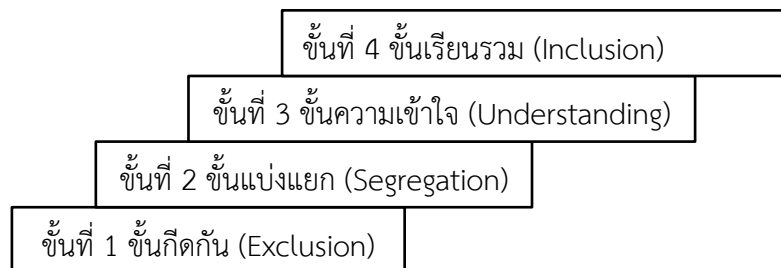 ขั้นที่ 4 ขั้นเรียนรวม (Inclusion)
ขั้นที่ 3 ขั้นความเข้าใจ (Understanding)
ขั้นที่ 2 ขั้นแบ่งแยก (Segregation)
ขั้นที่ 1 ขั้นกีดกัน (Exclusion)